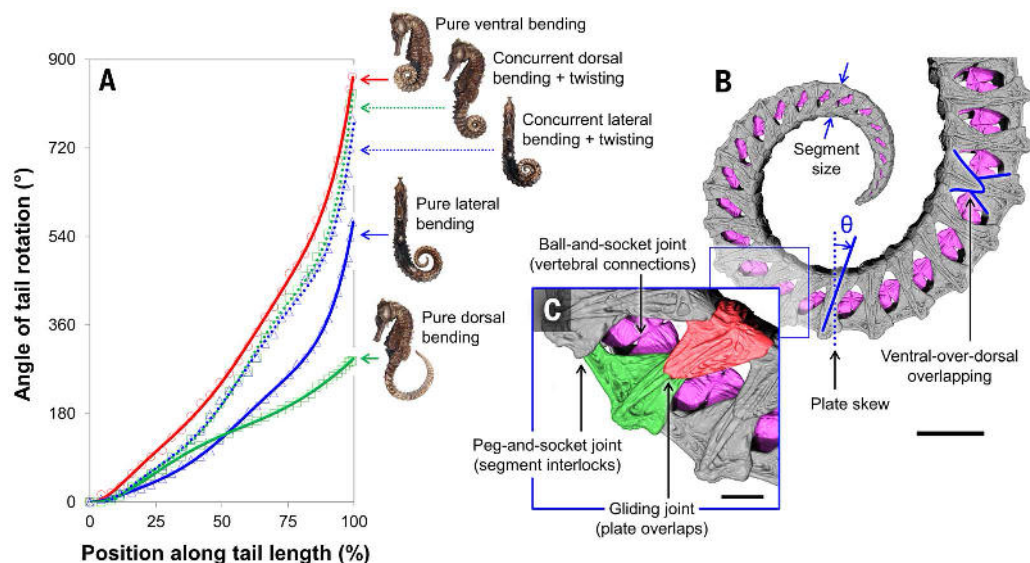 A
Angle of tail rotation (°)
900
720
540
360
180
0
0
25
50
75
100
Position along tail length (%)
Pure ventral bending
Concurrent dorsal
bending + twisting
Concurrent lateral
bending + twisting
Pure lateral
bending
Pure dorsal
bending
B
Segment
size
θ
Ventral-over-dorsal
overlapping
Plate skew
C
Ball-and-socket joint
(vertebral connections)
Peg-and-socket joint
(segment interlocks)
Gliding joint
(plate overlaps)